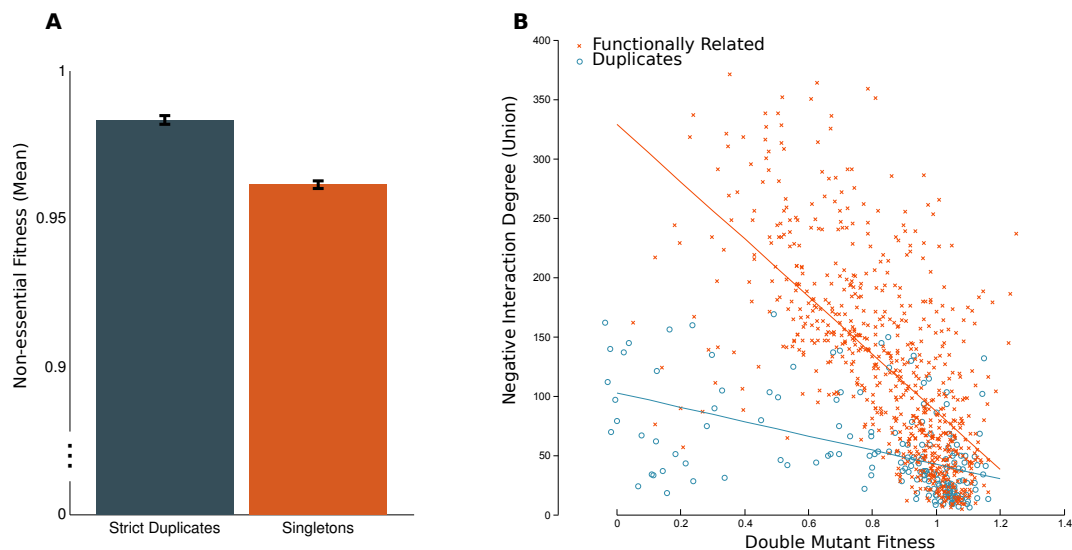 A
Non-essential Fitness (Mean)
1
0.95
0.9
0
Strict Duplicates
Singletons
B
Negative Interaction Degree (Union)
400
350
300
250
200
150
100
50
0
Functionally Related
Duplicates
0
0.2
0.4
0.6
0.8
1
1.2
1.4
Double Mutant Fitness